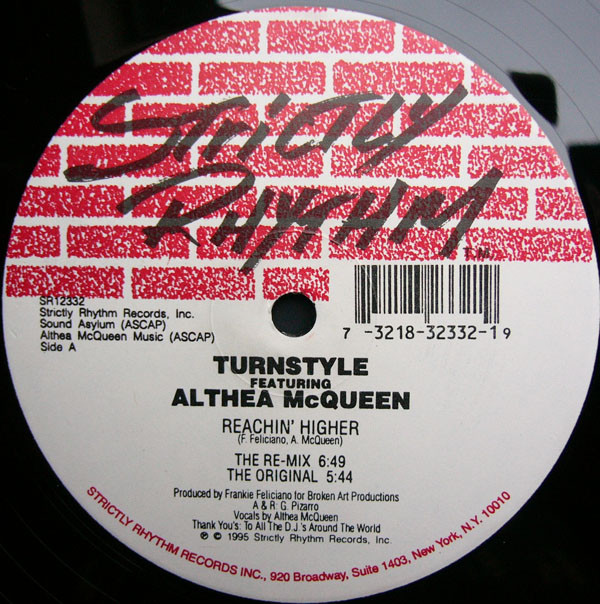 STRICTLY
RHYTHM
T.M.
SR12332
Strictly Rhythm Records, Inc.
Sound Asylum (ASCAP)
Althea McQueen Music (ASCAP)
Side A
7 -3218-32332-1 9
TURNSTYLE
FEATURING
ALTHEA McQUEEN
REACHIN' HIGHER
(F. Feliciano, A. McQueen)
THE RE-MIX 6:49
THE ORIGINAL 5:44
Produced by Frankie Feliciano for Broken Art Productions
A & R: G. Pizarro
Vocals by Althea McQueen
Thank You's: To All The D.J.'s Around The World
℗ © 1995 Strictly Rhythm Records, Inc.
STRICTLY RHYTHM RECORDS INC., 920 Broadway, Suite 1403, New York, N.Y. 10010